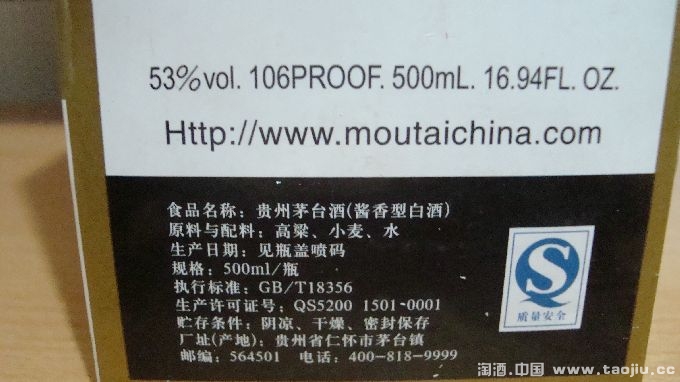 53%vol. 106PROOF. 500mL. 16.94FL. OZ.
Http://www.moutaichina.com
食品名称：贵州茅台酒(酱香型白酒)
原料与配料：高粱、小麦、水
生产日期：见瓶盖喷码
规格：500ml/瓶
执行标准：GB/T18356
生产许可证号：QS5200 1501-0001
贮存条件：阴凉、干燥、密封保存
厂址(产地)：贵州省仁怀市茅台镇
邮编：564501 电话：400-818-9999
质量安全
淘酒.中国 www.taojiu.cc